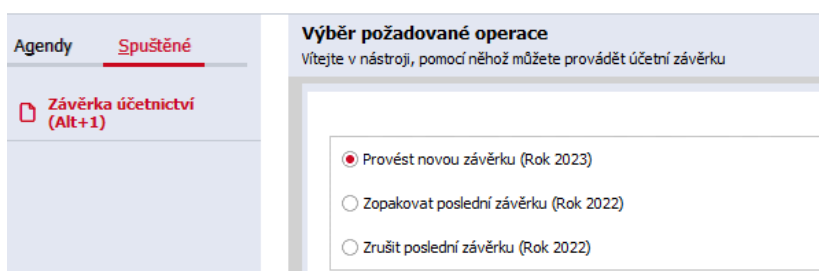 Agendy Spuštěné
Závěrka účetnictví
(Alt+1)
Výběr požadované operace
Vítejte v nástroji, pomocí něhož můžete provádět účetní závěrku
Provést novou závěrku (Rok 2023)
Zopakovat poslední závěrku (Rok 2022)
Zrušit poslední závěrku (Rok 2022)